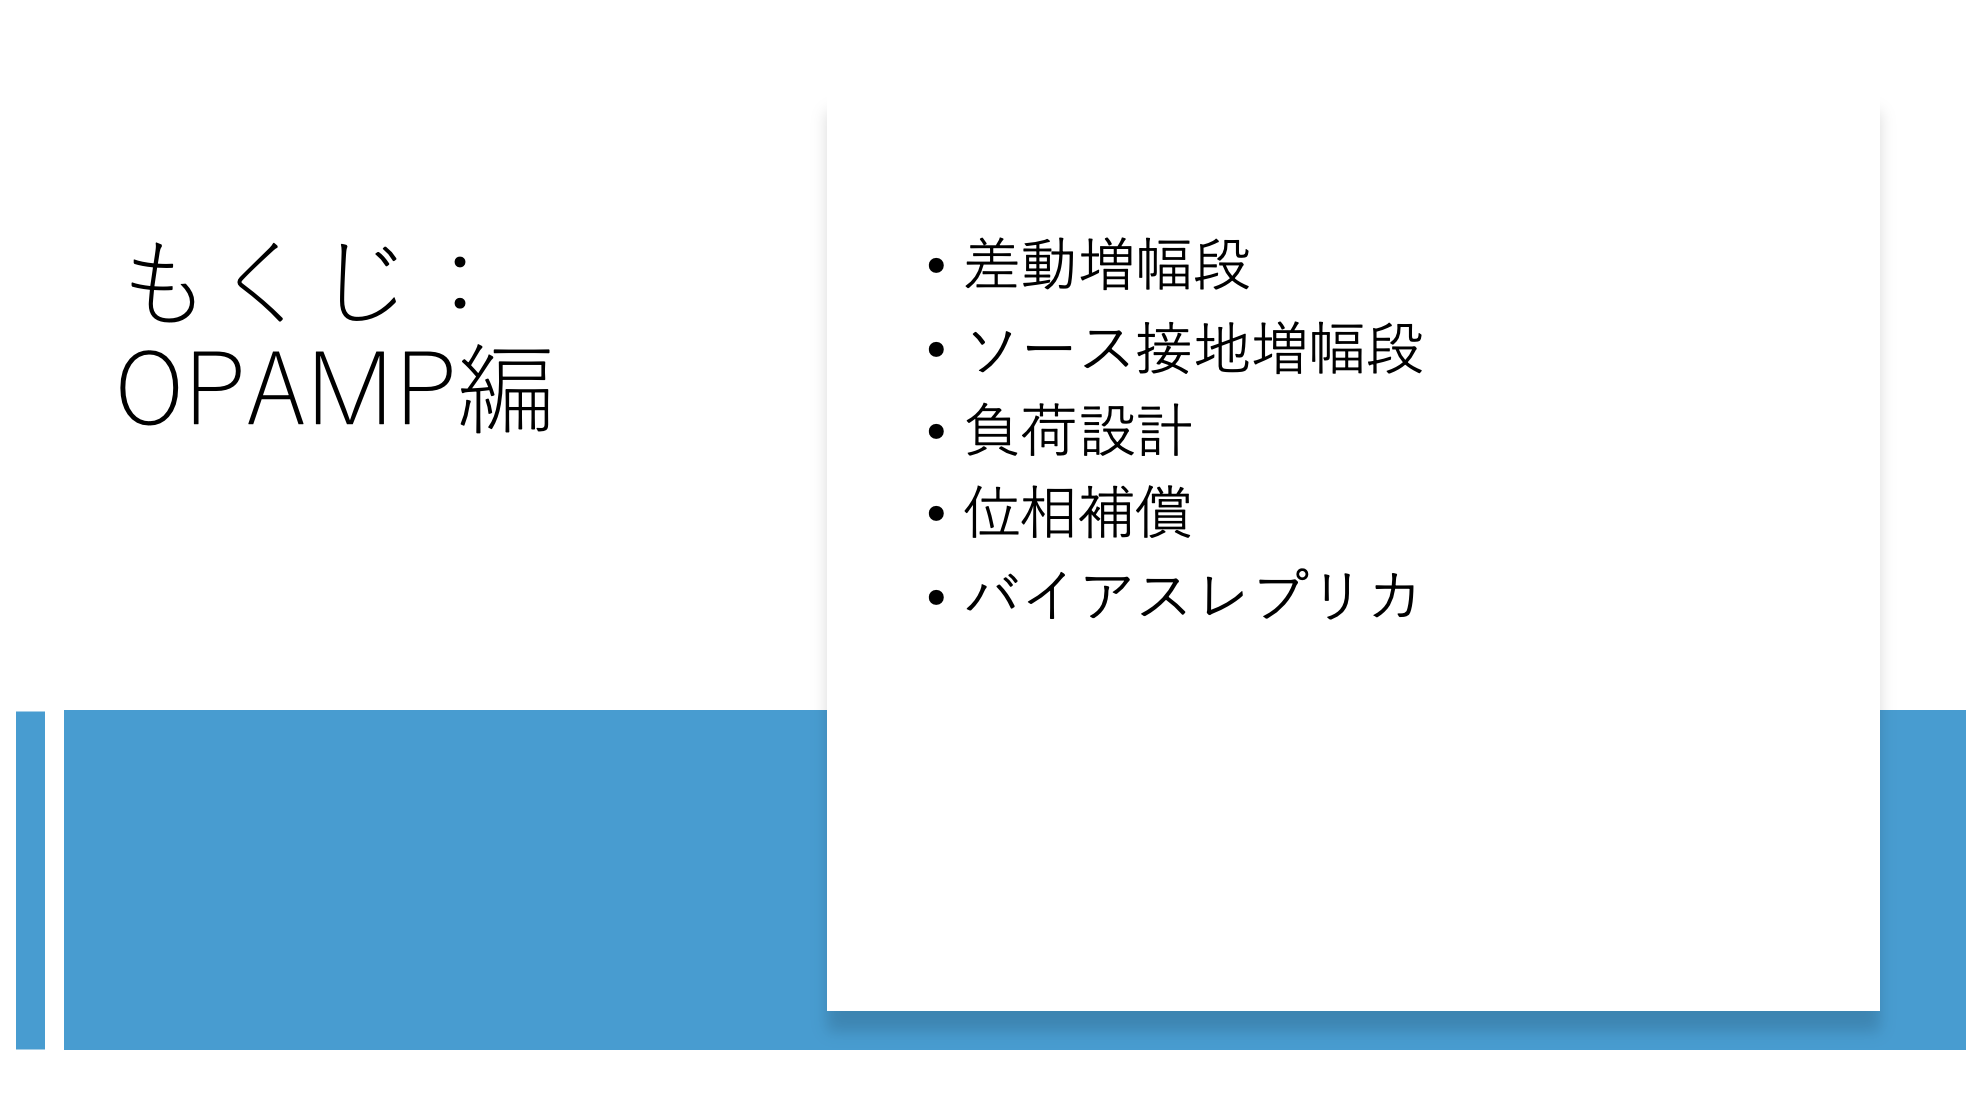 もくじ：
OPAMP編
• 差動増幅段
• ソース接地増幅段
• 負荷設計
• 位相補償
• バイアスレプリカ